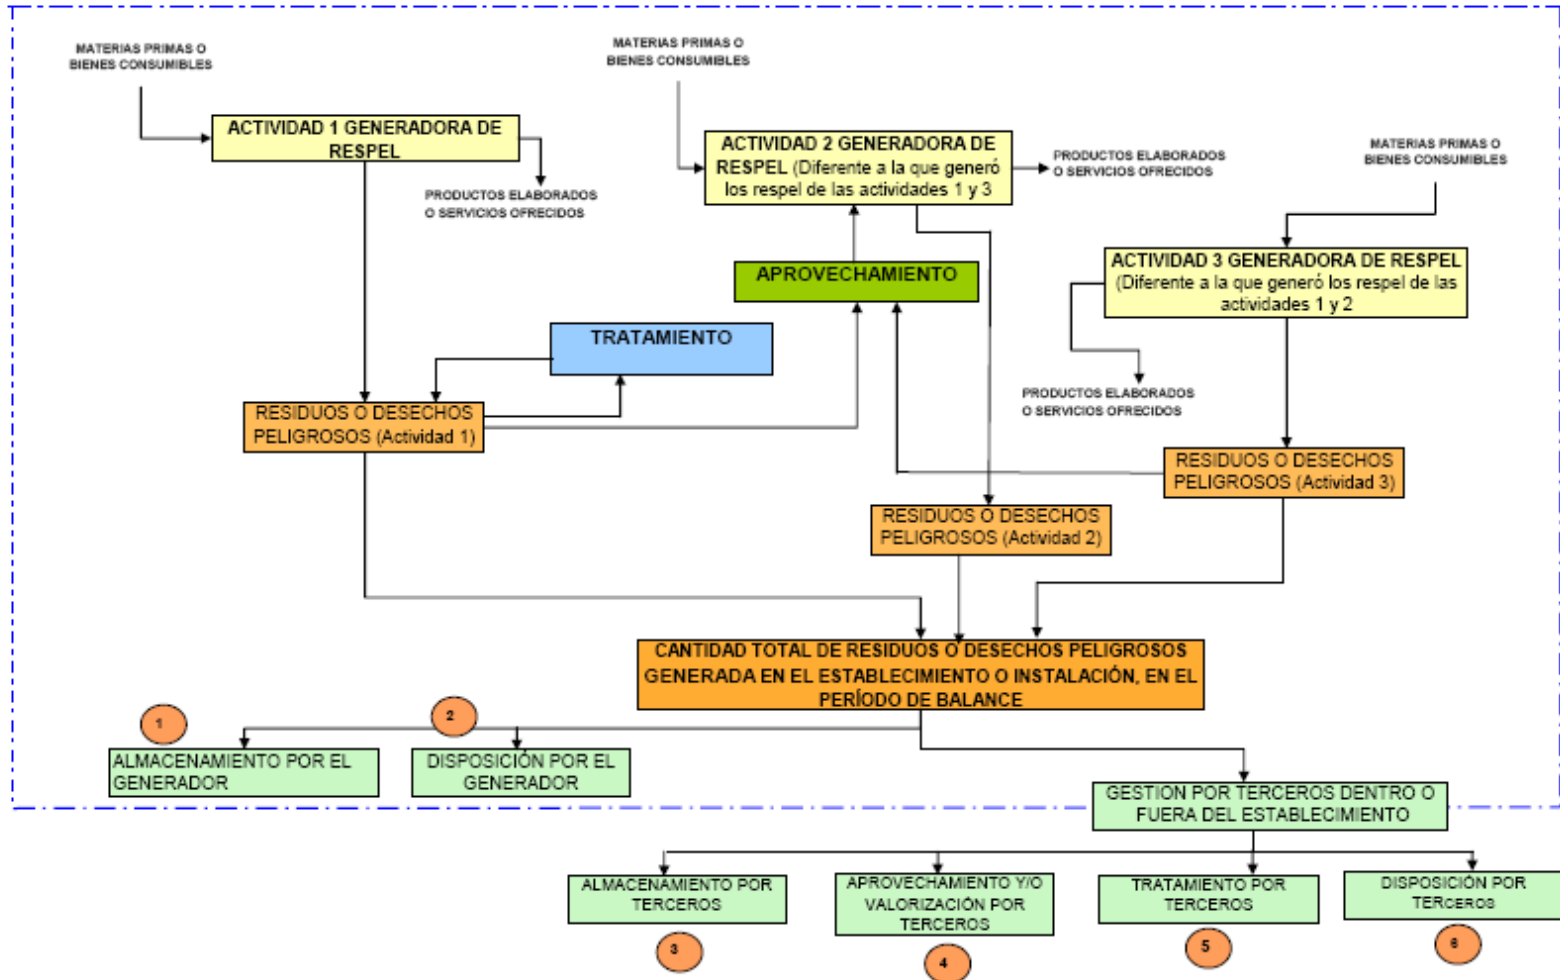 MATERIAS PRIMAS O
BIENES CONSUMIBLES
MATERIAS PRIMAS O
BIENES CONSUMIBLES
ACTIVIDAD 1 GENERADORA DE
RESPEL
ACTIVIDAD 2 GENERADORA DE
RESPEL (Diferente a la que generó
los respel de las actividades 1 y 3
MATERIAS PRIMAS O
BIENES CONSUMIBLES
PRODUCTOS ELABORADOS
O SERVICIOS OFRECIDOS
PRODUCTOS ELABORADOS
O SERVICIOS OFRECIDOS
ACTIVIDAD 3 GENERADORA DE RESPEL
(Diferente a la que generó los respel de las
actividades 1 y 2
APROVECHAMIENTO
TRATAMIENTO
PRODUCTOS ELABORADOS
O SERVICIOS OFRECIDOS
RESIDUOS O DESECHOS
PELIGROSOS (Actividad 1)
RESIDUOS O DESECHOS
PELIGROSOS (Actividad 3)
RESIDUOS O DESECHOS
PELIGROSOS (Actividad 2)
CANTIDAD TOTAL DE RESIDUOS O DESECHOS PELIGROSOS
GENERADA EN EL ESTABLECIMIENTO O INSTALACIÓN, EN EL
PERÍODO DE BALANCE
1
2
ALMACENAMIENTO POR EL
GENERADOR
DISPOSICIÓN POR EL
GENERADOR
GESTION POR TERCEROS DENTRO O
FUERA DEL ESTABLECIMIENTO
ALMACENAMIENTO POR
TERCEROS
APROVECHAMIENTO Y/O
VALORIZACIÓN POR
TERCEROS
TRATAMIENTO POR
TERCEROS
DISPOSICIÓN POR
TERCEROS
3
4
5
6